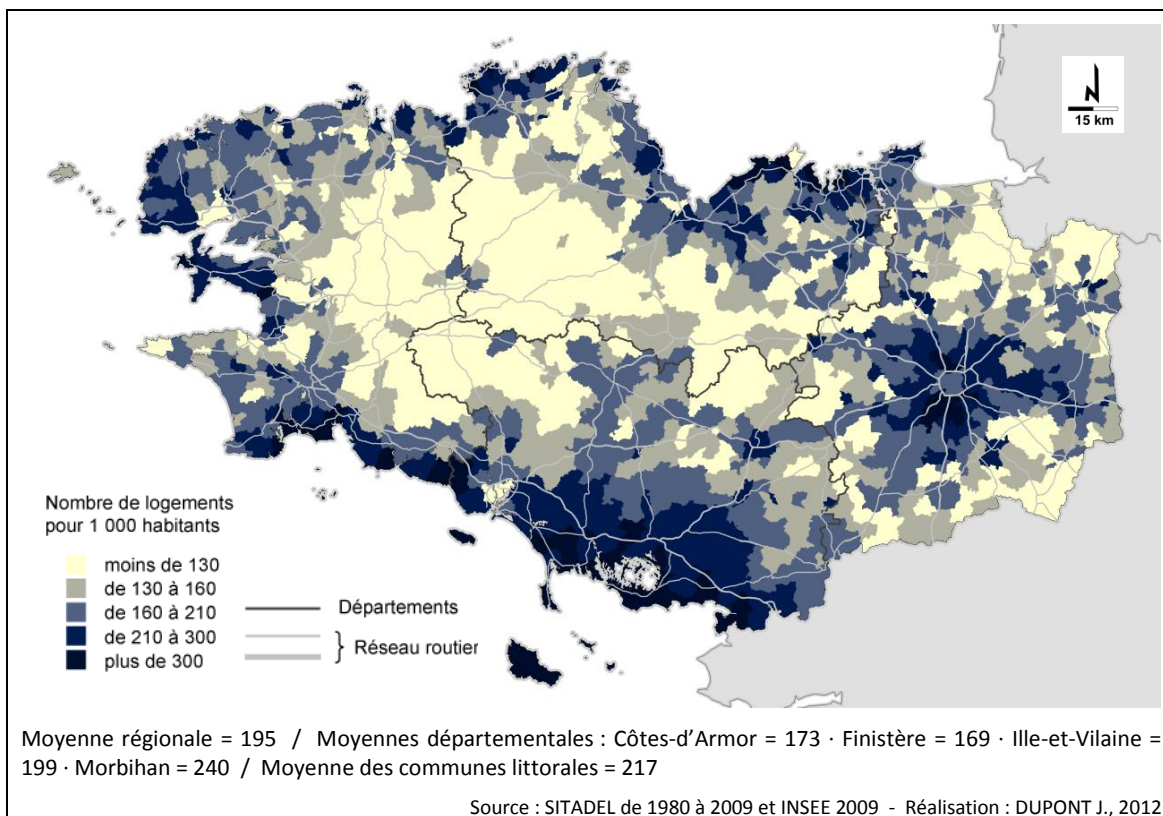 15 km
Nombre de logements
pour 1 000 habitants
moins de 130
de 130 à 160
de 160 à 210
de 210 à 300
plus de 300
Départements
Réseau routier
Moyenne régionale = 195 / Moyennes départementales : Côtes-d’Armor = 173 · Finistère = 169 · Ille-et-Vilaine =
199 · Morbihan = 240 / Moyenne des communes littorales = 217
Source : SITADEL de 1980 à 2009 et INSEE 2009 - Réalisation : DUPONT J., 2012